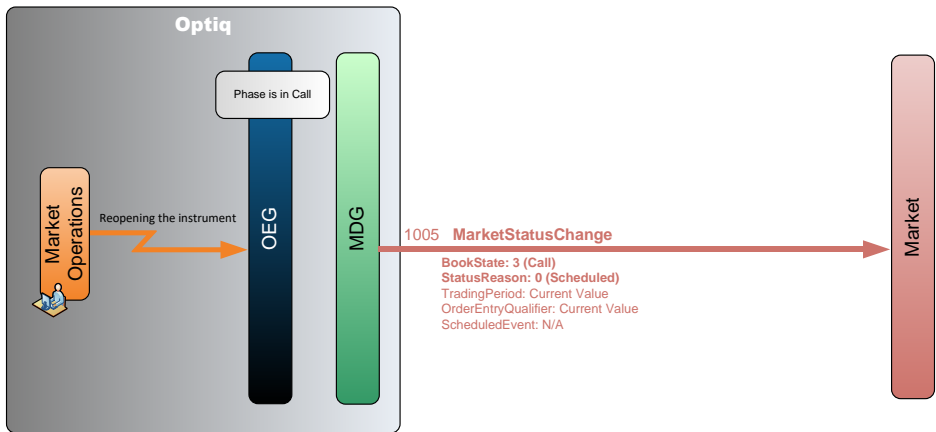 Optiq
Phase is in Call
Market
Operations
Reopening the instrument
OEG
MDG
1005 MarketStatusChange
BookState: 3 (Call)
StatusReason: 0 (Scheduled)
TradingPeriod: Current Value
OrderEntryQualifier: Current Value
ScheduledEvent: N/A
Market